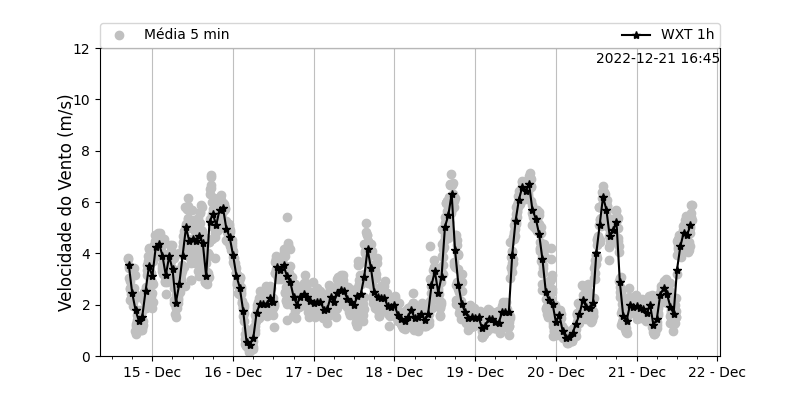 Média 5 min
WXT 1h
2022-12-21 16:45
Velocidade do Vento (m/s)
12
10
8
6
4
2
0
15 - Dec
16 - Dec
17 - Dec
18 - Dec
19 - Dec
20 - Dec
21 - Dec
22 - Dec